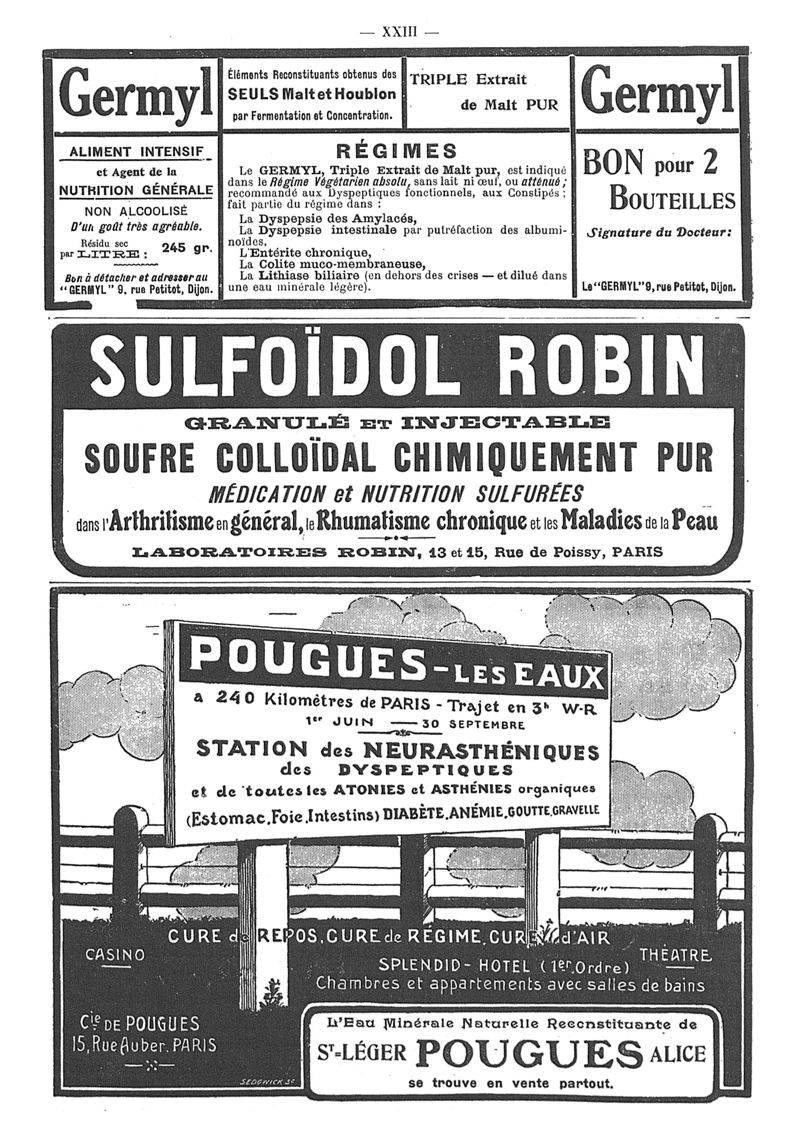 — XXIII —
Germyl
ALIMENT INTENSIF
et Agent de la
NUTRITION GÉNÉRALE
NON ALCOOLISÉ
D'un goût très agréable.
Résidu sec
par LITRE : 245 gr.
Bon à détacher et adresser au
"GERMYL" 9, rue Petitot, Dijon.
Éléments Reconstituants obtenus des
SEULS Malt et Houblon
par Fermentation et Concentration.
TRIPLE Extrait
de Malt PUR
RÉGIMES
Le GERMYL, Triple Extrait de Malt pur, est indiqué
dans le Régime Végétarien absolu, sans lait ni œuf, ou atténué ;
recommandé aux Dyspeptiques fonctionnels, aux Constipés ;
fait partie du régime dans :
La Dyspepsie des Amylacés,
La Dyspepsie intestinale par putréfaction des albumi-
noïdes,
L'Entérite chronique,
La Colite muco-membraneuse,
La Lithiase biliaire (en dehors des crises — et dilué dans
une eau minérale légère).
Germyl
BON pour 2
BOUTEILLES
Signature du Docteur:
Le "GERMYL" 9, rue Petitot, Dijon.
SULFOÏDOL ROBIN
GRANULÉ ET INJECTABLE
SOUFRE COLLOÏDAL CHIMIQUEMENT PUR
MÉDICATION et NUTRITION SULFURÉES
dans l'Arthritisme en général, le Rhumatisme chronique et les Maladies de la Peau
LABORATOIRES ROBIN, 13 et 15, Rue de Poissy, PARIS
POUGUES-LES EAUX
a 240 Kilomètres de PARIS - Trajet en 3h W-R
1er JUIN — 30 SEPTEMBRE
STATION des NEURASTHÉNIQUES
des DYSPEPTIQUES
et de toutes les ATONIES et ASTHÉNIES organiques
(Estomac, Foie, Intestins) DIABÈTE, ANÉMIE, GOUTTE, GRAVELLE
CURE de REPOS, CURE de RÉGIME, CURE d'AIR
CASINO
THÉATRE
SPLENDID-HOTEL (1er Ordre)
Chambres et appartements avec salles de bains
Cie DE POUGUES
15, Rue Auber, PARIS
SEDGWICK Sc
L'Eau Minérale Naturelle Reconstituante de
ST-LÉGER POUGUES ALICE
se trouve en vente partout.